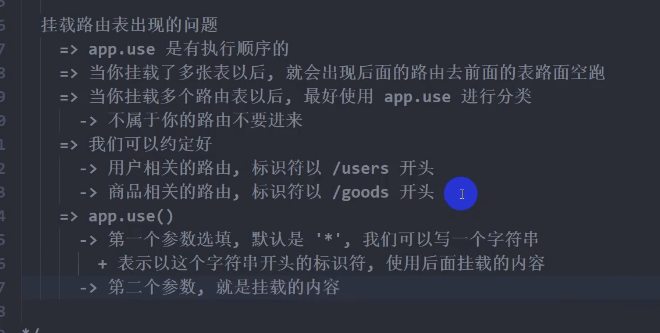 挂载路由表出现的问题
=> app.use 是有执行顺序的
=> 当你挂载了多张表以后, 就会出现后面的路由去前面的表路面空跑
=> 当你挂载多个路由表以后, 最好使用 app.use 进行分类
-> 不属于你的路由不要进来
=> 我们可以约定好
-> 用户相关的路由, 标识符以 /users 开头
-> 商品相关的路由, 标识符以 /goods 开头
=> app.use()
-> 第一个参数选填, 默认是 '*', 我们可以写一个字符串
+ 表示以这个字符串开头的标识符, 使用后面挂载的内容
-> 第二个参数, 就是挂载的内容